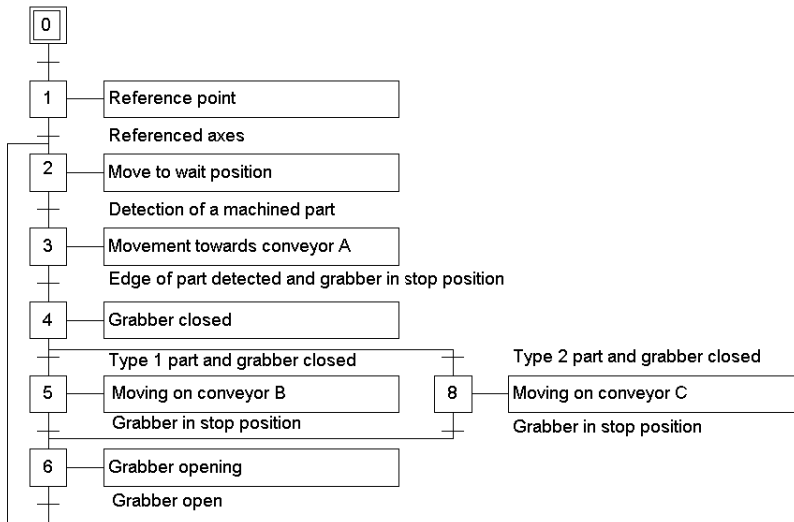 0
1 Reference point
Referenced axes
2 Move to wait position
Detection of a machined part
3 Movement towards conveyor A
Edge of part detected and grabber in stop position
4 Grabber closed
Type 1 part and grabber closed Type 2 part and grabber closed
5 Moving on conveyor B 8 Moving on conveyor C
Grabber in stop position Grabber in stop position
6 Grabber opening
Grabber open